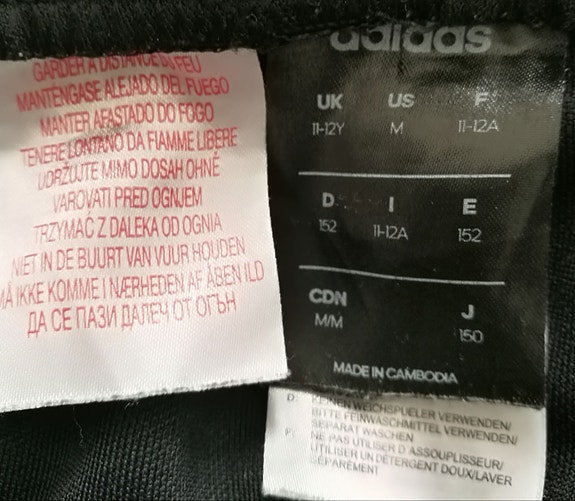 GARDER A DISTANCE DU FEU
MANTENGASE ALEJADO DEL FUEGO
MANTER AFASTADO DO FOGO
TENERE LONTANO DA FIAMME LIBERE
UDRŽUJTE MIMO DOSAH OHNĚ
VAROVATI PRED OGNJEM
TRZYMAĆ Z DALEKA OD OGNIA
NIET IN DE BUURT VAN VUUR HOUDEN
MÅ IKKE KOMME I NÆRHEDEN AF ÅBEN ILD
ДА СЕ ПАЗИ ДАЛЕЧ ОТ ОГЪН
adidas
UK US F
11-12Y M 11-12A
D I E
152 11-12A 152
CDN J
M/M 150
MADE IN CAMBODIA
D: KEINEN WEICHSPUELER VERWENDEN/
BITTE FEINWASCHMITTEL VERWENDEN/
SEPARAT WASCHEN
F: NE PAS UTILISER D ASSOUPLISSEUR/
UTILISER UN DETERGENT DOUX/LAVER
SÉPARÉMENT